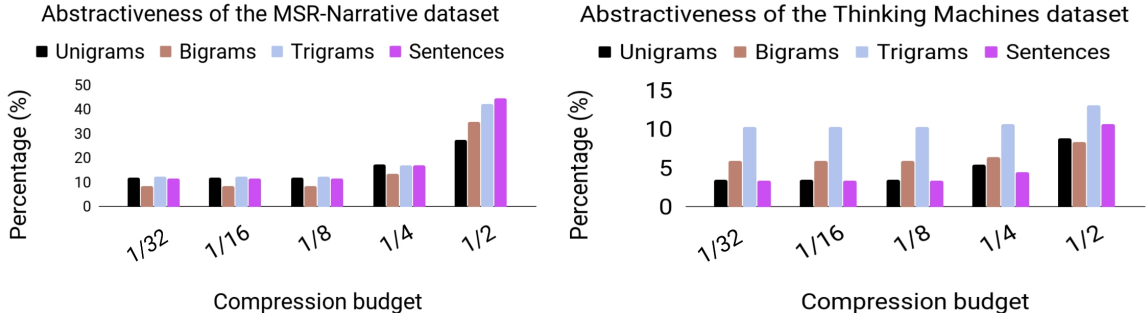 Abstractiveness of the MSR-Narrative dataset
Unigrams Bigrams Trigrams Sentences
Percentage (%)
50
40
30
20
10
0
1/32 1/16 1/8 1/4 1/2
Compression budget
Abstractiveness of the Thinking Machines dataset
Unigrams Bigrams Trigrams Sentences
Percentage (%)
15
10
5
0
1/32 1/16 1/8 1/4 1/2
Compression budget